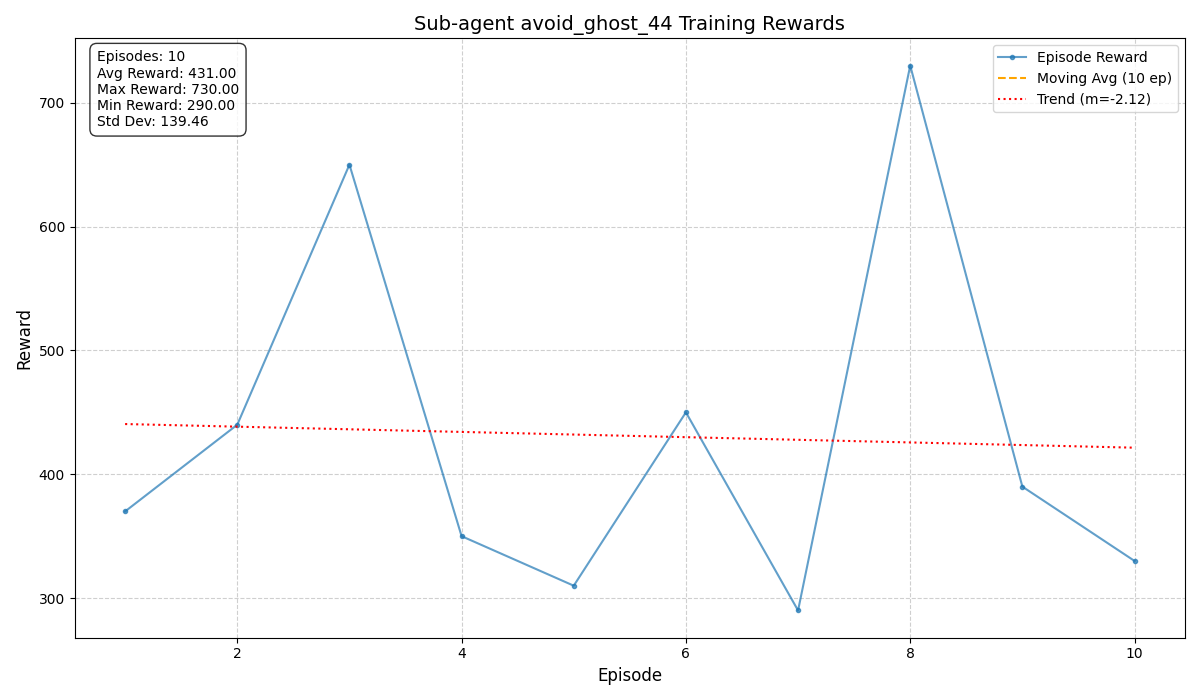 Sub-agent avoid_ghost_44 Training Rewards
Episodes: 10
Avg Reward: 431.00
Max Reward: 730.00
Min Reward: 290.00
Std Dev: 139.46
Episode Reward
Moving Avg (10 ep)
Trend (m=-2.12)
Reward
700
600
500
400
300
2 4 6 8 10
Episode